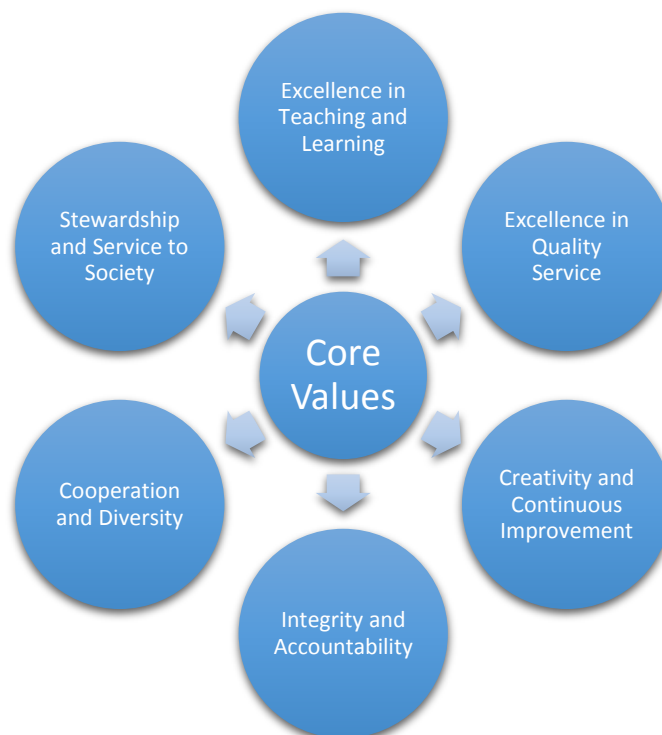 Excellence in
Teaching and
Learning
Stewardship
and Service to
Society
Excellence in
Quality
Service
Core
Values
Cooperation
and Diversity
Creativity and
Continuous
Improvement
Integrity and
Accountability